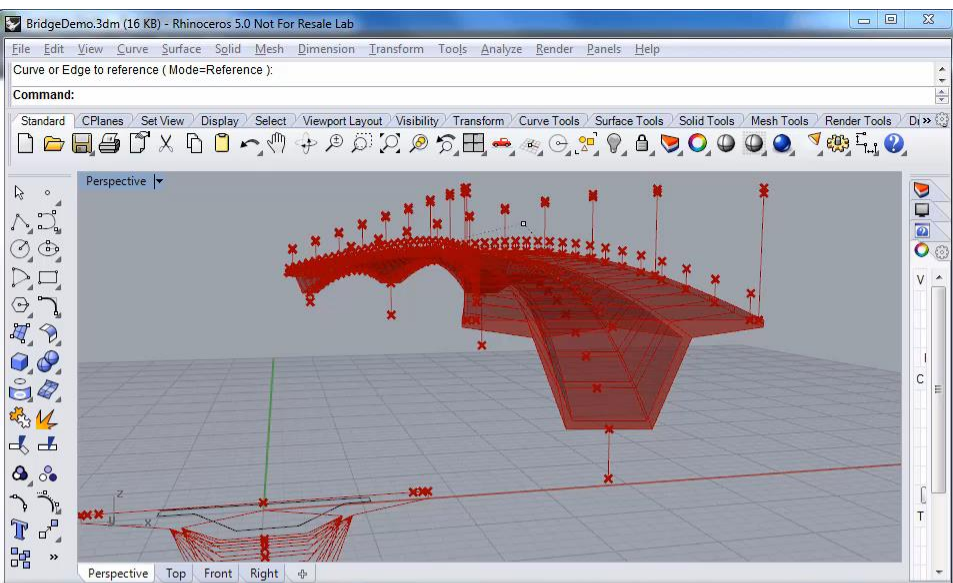 BridgeDemo.3dm (16 KB) - Rhinoceros 5.0 Not For Resale Lab
File Edit View Curve Surface Solid Mesh Dimension Transform Tools Analyze Render Panels Help
Curve or Edge to reference ( Mode=Reference ):
Command:
Standard CPlanes Set View Display Select Viewport Layout Visibility Transform Curve Tools Surface Tools Solid Tools Mesh Tools Render Tools
Perspective
V
C
T
z
y
x
Perspective Top Front Right